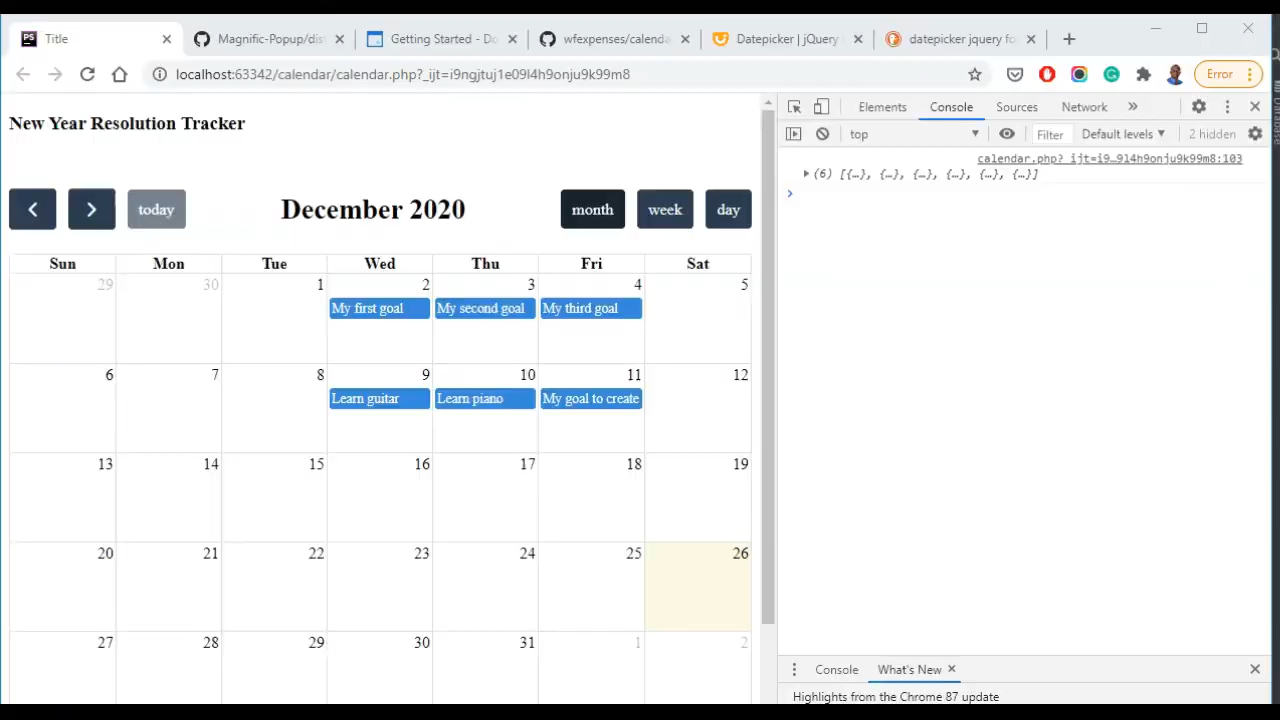 Title
Magnific-Popup/dis
Getting Started - Do
wfexpenses/calenda
Datepicker | jQuery
datepicker jquery fo
localhost:63342/calendar/calendar.php?_ijt=i9ngjtuj1e09l4h9onju9k99m8
Error
New Year Resolution Tracker
today
December 2020
month
week
day
Sun Mon Tue Wed Thu Fri Sat
29 30 1 2 3 4 5
My first goal My second goal My third goal
6 7 8 9 10 11 12
Learn guitar Learn piano My goal to create
13 14 15 16 17 18 19
20 21 22 23 24 25 26
27 28 29 30 31 1 2
Elements Console Sources Network
top Filter Default levels 2 hidden
calendar.php?_ijt=i9…9l4h9onju9k99m8:103
(6) [{…}, {…}, {…}, {…}, {…}, {…}]
Console What's New
Highlights from the Chrome 87 update
Database